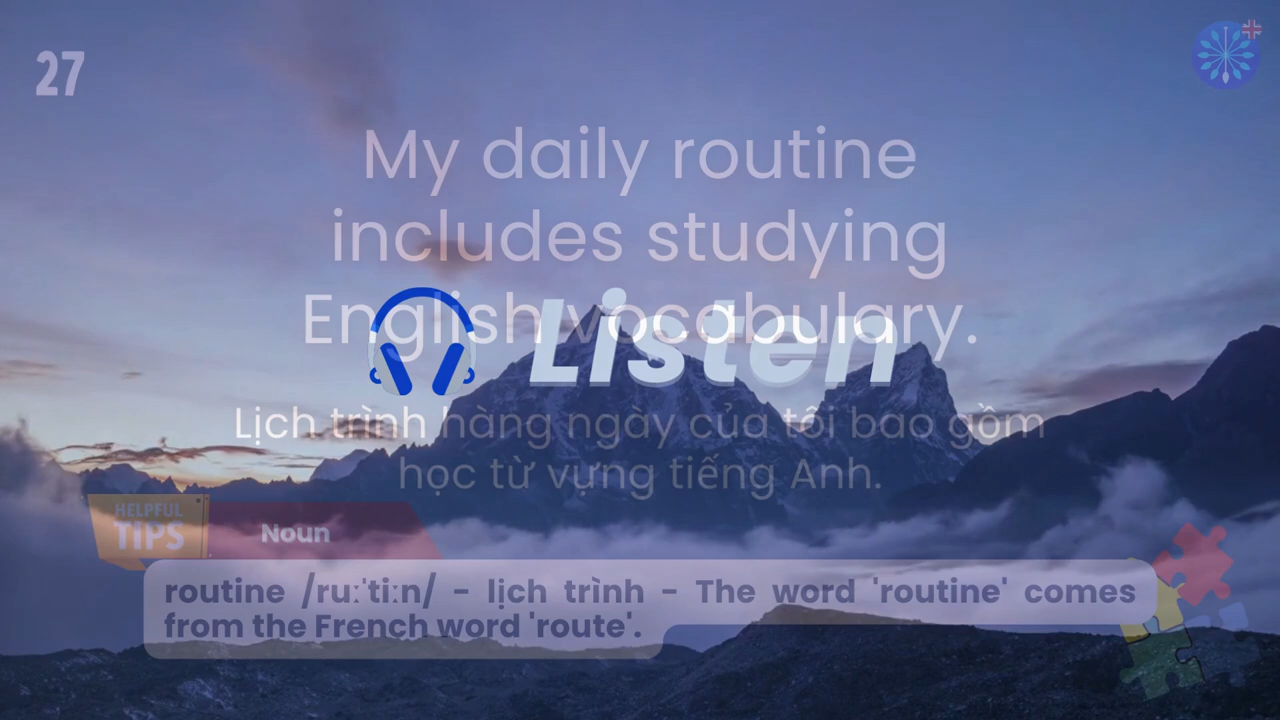 27
My daily routine
includes studying
English vocabulary.
Listen
Lịch trình hàng ngày của tôi bao gồm
học từ vựng tiếng Anh.
HELPFUL
TIPS
Noun
routine /ruːˈtiːn/ - lịch trình - The word 'routine' comes
from the French word 'route'.